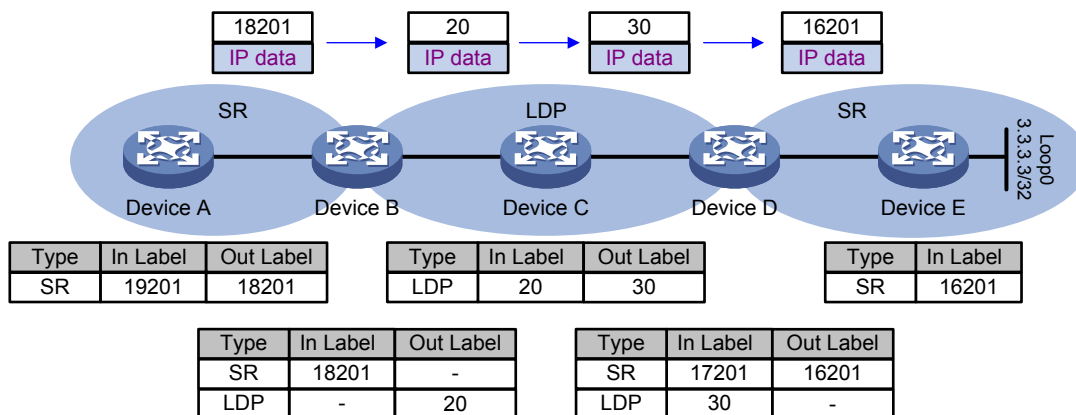 18201 20 30 16201
IP data IP data IP data IP data
SR LDP SR
Loop0
3.3.3.3/32
Device A Device B Device C Device D Device E
Type In Label Out Label
SR 19201 18201
Type In Label Out Label
LDP 20 30
Type In Label
SR 16201
Type In Label Out Label
SR 18201 -
LDP - 20
Type In Label Out Label
SR 17201 16201
LDP 30 -